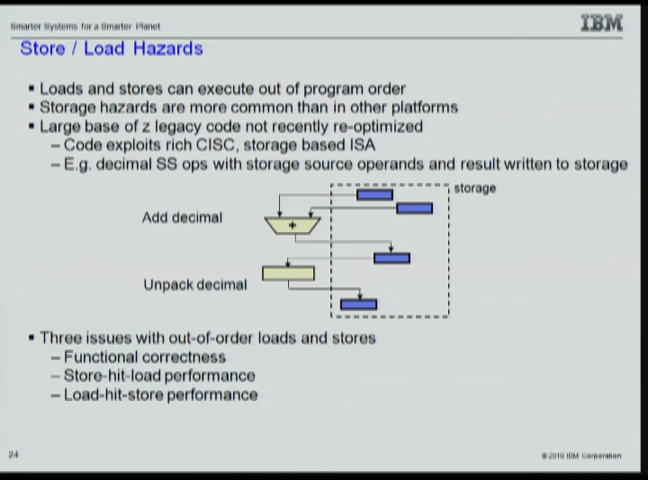 Smarter Systems for a Smarter Planet
IBM
Store / Load Hazards
▪ Loads and stores can execute out of program order
▪ Storage hazards are more common than in other platforms
▪ Large base of z legacy code not recently re-optimized
– Code exploits rich CISC, storage based ISA
– E.g. decimal SS ops with storage source operands and result written to storage
storage
Add decimal
+
Unpack decimal
▪ Three issues with out-of-order loads and stores
– Functional correctness
– Store-hit-load performance
– Load-hit-store performance
24
© 2010 IBM Corporation